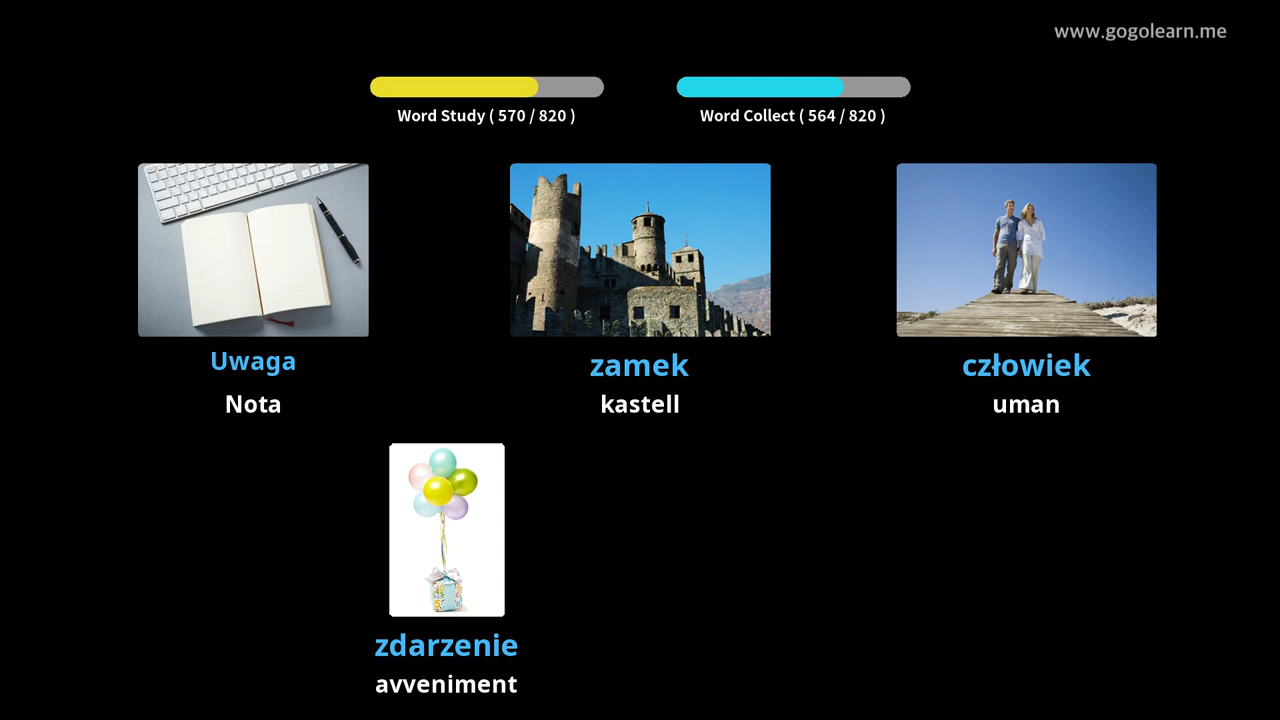 www.gogolearn.me
Word Study ( 570 / 820 )
Word Collect ( 564 / 820 )
Uwaga
Nota
zamek
kastell
człowiek
uman
zdarzenie
avveniment